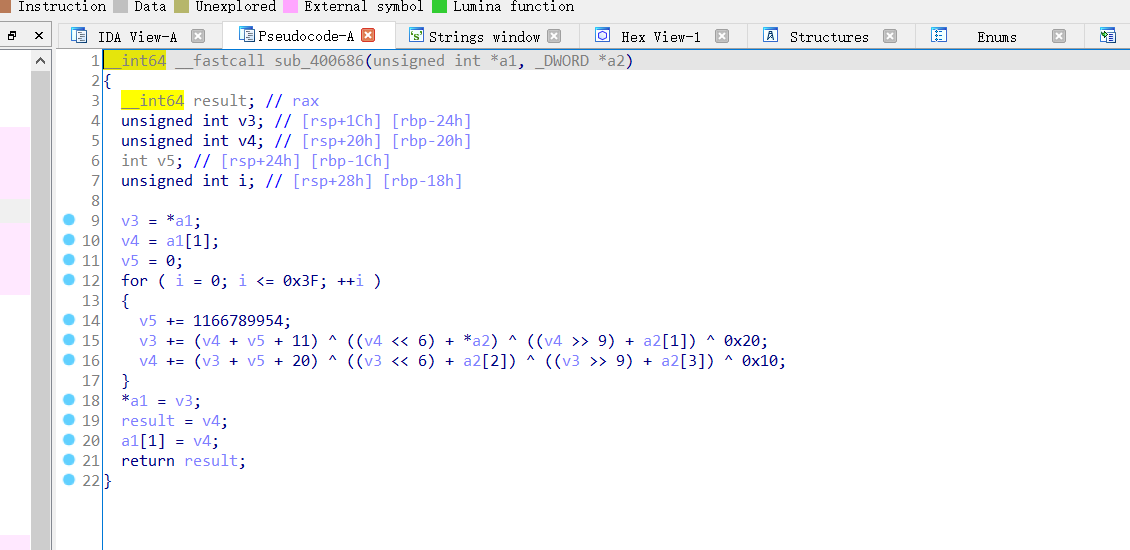 Instruction Data Unexplored External symbol Lumina function
IDA View-A Pseudocode-A Strings window Hex View-1 Structures Enums
1 __int64 __fastcall sub_400686(unsigned int *a1, _DWORD *a2)
2 {
3 __int64 result; // rax
4 unsigned int v3; // [rsp+1Ch] [rbp-24h]
5 unsigned int v4; // [rsp+20h] [rbp-20h]
6 int v5; // [rsp+24h] [rbp-1Ch]
7 unsigned int i; // [rsp+28h] [rbp-18h]
8
9 v3 = *a1;
10 v4 = a1[1];
11 v5 = 0;
12 for ( i = 0; i <= 0x3F; ++i )
13 {
14 v5 += 1166789954;
15 v3 += (v4 + v5 + 11) ^ ((v4 << 6) + *a2) ^ ((v4 >> 9) + a2[1]) ^ 0x20;
16 v4 += (v3 + v5 + 20) ^ ((v3 << 6) + a2[2]) ^ ((v3 >> 9) + a2[3]) ^ 0x10;
17 }
18 *a1 = v3;
19 result = v4;
20 a1[1] = v4;
21 return result;
22 }